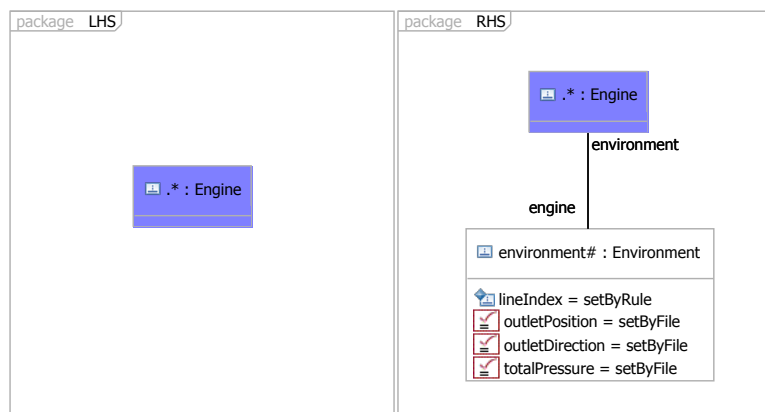 package LHS
.* : Engine
package RHS
.* : Engine
environment
engine
environment# : Environment
lineIndex = setByRule
outletPosition = setByFile
outletDirection = setByFile
totalPressure = setByFile